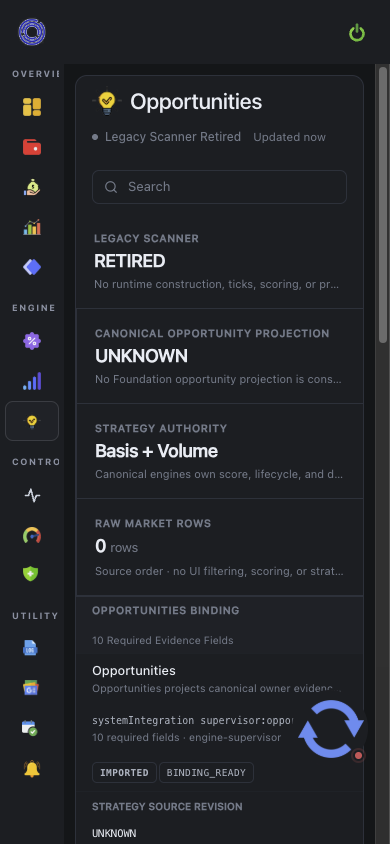 OVERVIE
Opportunities
Legacy Scanner Retired Updated now
Search
LEGACY SCANNER
RETIRED
No runtime construction, ticks, scoring, or pr...
ENGINE
CANONICAL OPPORTUNITY PROJECTION
UNKNOWN
No Foundation opportunity projection is cons...
STRATEGY AUTHORITY
Basis + Volume
Canonical engines own score, lifecycle, and d...
CONTRO
RAW MARKET ROWS
0 rows
Source order · no UI filtering, scoring, or strat...
OPPORTUNITIES BINDING
UTILITY
10 Required Evidence Fields
Opportunities
Opportunities projects canonical owner evidenc...
systemIntegration supervisor:oppo
10 required fields · engine-supervisor
IMPORTED BINDING_READY
STRATEGY SOURCE REVISION
UNKNOWN